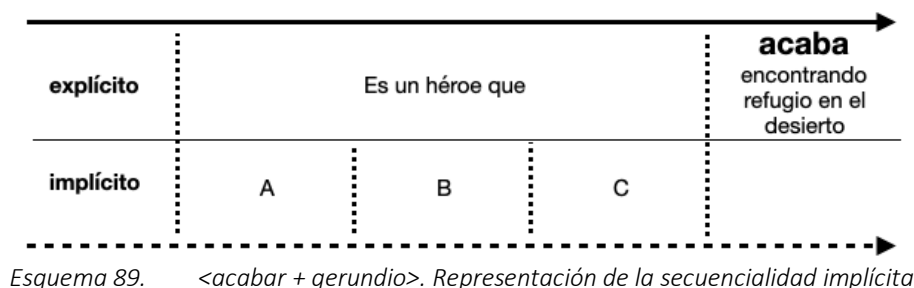 acaba
explícito
Es un héroe que
encontrando
refugio en el
desierto
implícito
A
B
C
Esquema 89. <acabar + gerundio>. Representación de la secuencialidad implícita